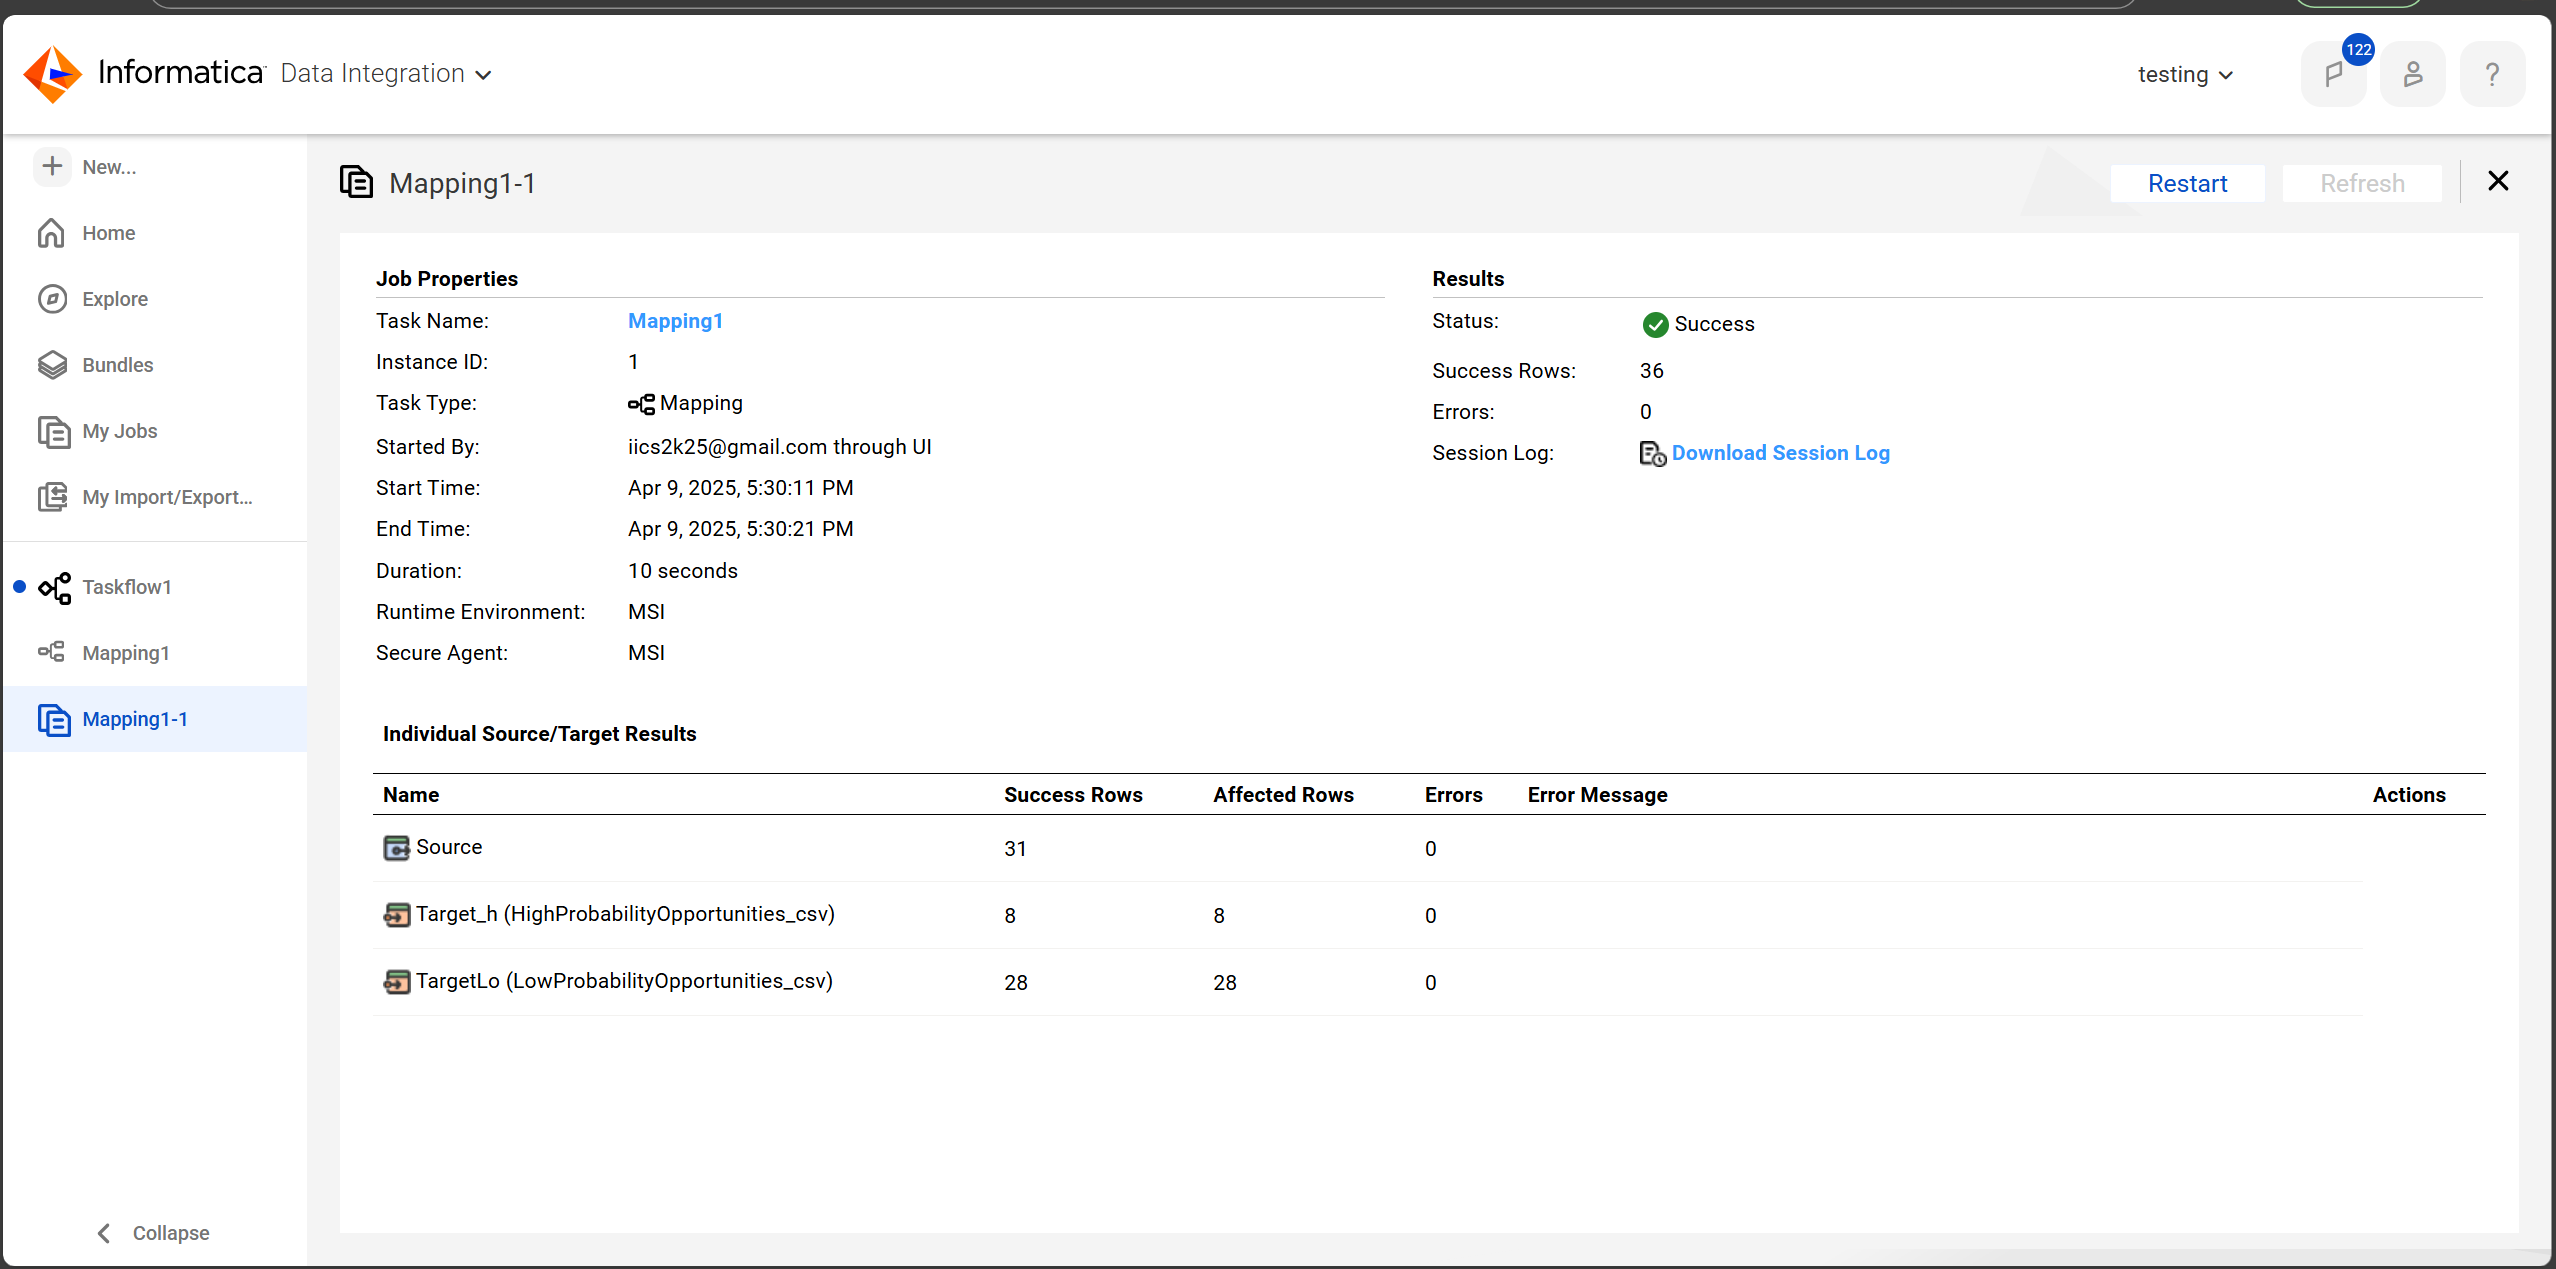 Informatica Data Integration
testing
122
?
New...
Home
Explore
Bundles
My Jobs
My Import/Export...
Taskflow1
Mapping1
Mapping1-1
Collapse
Mapping1-1
Restart
Refresh
Job Properties
Task Name: Mapping1
Instance ID: 1
Task Type: Mapping
Started By: iics2k25@gmail.com through UI
Start Time: Apr 9, 2025, 5:30:11 PM
End Time: Apr 9, 2025, 5:30:21 PM
Duration: 10 seconds
Runtime Environment: MSI
Secure Agent: MSI
Results
Status: Success
Success Rows: 36
Errors: 0
Session Log: Download Session Log
Individual Source/Target Results
Name Success Rows Affected Rows Errors Error Message Actions
Source 31 0
Target_h (HighProbabilityOpportunities_csv) 8 8 0
TargetLo (LowProbabilityOpportunities_csv) 28 28 0